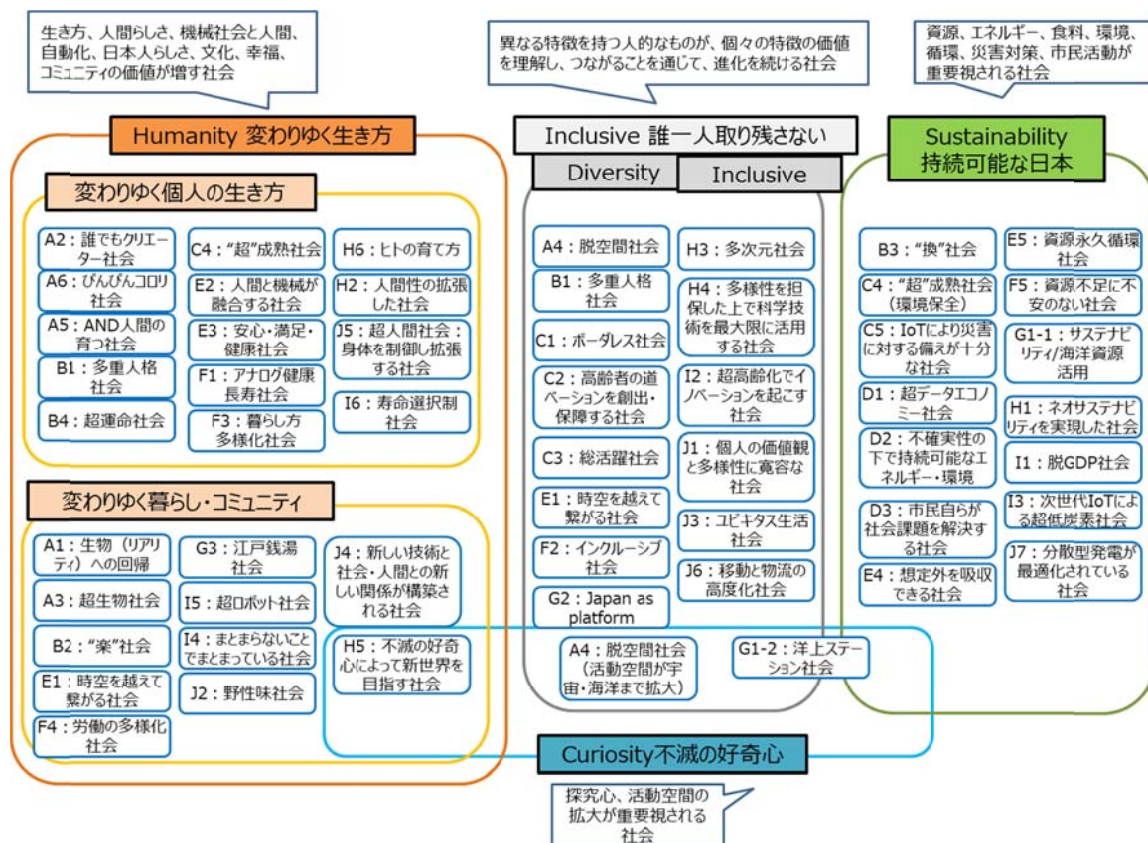 生き方、人間らしさ、機械社会と人間、
自動化、日本人らしさ、文化、幸福、
コミュニティの価値が増す社会
異なる特徴を持つ人的なものが、個々の特徴の価値
を理解し、つながることを通じて、進化を続ける社会
資源、エネルギー、食料、環境、
循環、災害対策、市民活動が
重要視される社会
Humanity 変わりゆく生き方
変わりゆく個人の生き方
A2：誰でもクリエー
ター社会
A6：ぴんぴんコロリ
社会
A5：AND人間の
育つ社会
B1：多重人格
社会
B4：超運命社会
C4：“超”成熟社会
E2：人間と機械が
融合する社会
E3：安心・満足・
健康社会
F1：アナログ健康
長寿社会
F3：暮らし方
多様化社会
H6：ヒトの育て方
H2：人間性の拡張
した社会
J5：超人間社会：
身体を制御し拡張
する社会
I6：寿命選択制
社会
変わりゆく暮らし・コミュニティ
A1：生物（リアリ
ティ）への回帰
A3：超生物社会
B2：“楽”社会
E1：時空を越えて
繋がる社会
F4：労働の多様化
社会
G3：江戸銭湯
社会
I5：超ロボット社会
I4：まとまらないこと
でまとまっている社会
J2：野性味社会
J4：新しい技術と
社会・人間との新
しい関係が構築さ
れる社会
H5：不滅の好奇
心によって新世界を
目指す社会
Inclusive 誰一人取り残さない
Diversity
Inclusive
A4：脱空間社会
B1：多重人格
社会
C1：ボーダレス社会
C2：高齢者の道
ベーションを創出・
保障する社会
C3：総活躍社会
E1：時空を越えて
繋がる社会
F2：インクルーシブ
社会
G2：Japan as
platform
H3：多次元社会
H4：多様性を担
保した上で科学技
術を最大限に活用
する社会
I2：超高齢化でイ
ノベーションを起こす
社会
J1：個人の価値観
と多様性に寛容な
社会
J3：ユビキタス生活
社会
J6：移動と物流の
高度化社会
A4：脱空間社会
（活動空間が宇
宙・海洋まで拡大）
G1-2：洋上ステー
ション社会
Sustainability
持続可能な日本
B3：“換”社会
C4：“超”成熟社会
（環境保全）
C5：IoTにより災害
に対する備えが十分
な社会
D1：超データエコノ
ミー社会
D2：不確実性の
下で持続可能なエ
ネルギー・環境
D3：市民自らが
社会課題を解決す
る社会
E4：想定外を吸収
できる社会
E5：資源永久循環
社会
F5：資源不足に不
安のない社会
G1-1：サステナビ
リティ/海洋資源
活用
H1：ネオサステナビ
リティを実現した社会
I1：脱GDP社会
I3：次世代IoTによ
る超低炭素社会
J7：分散型発電が
最適化されている
社会
Curiosity不滅の好奇心
探究心、活動空間の
拡大が重要視される
社会